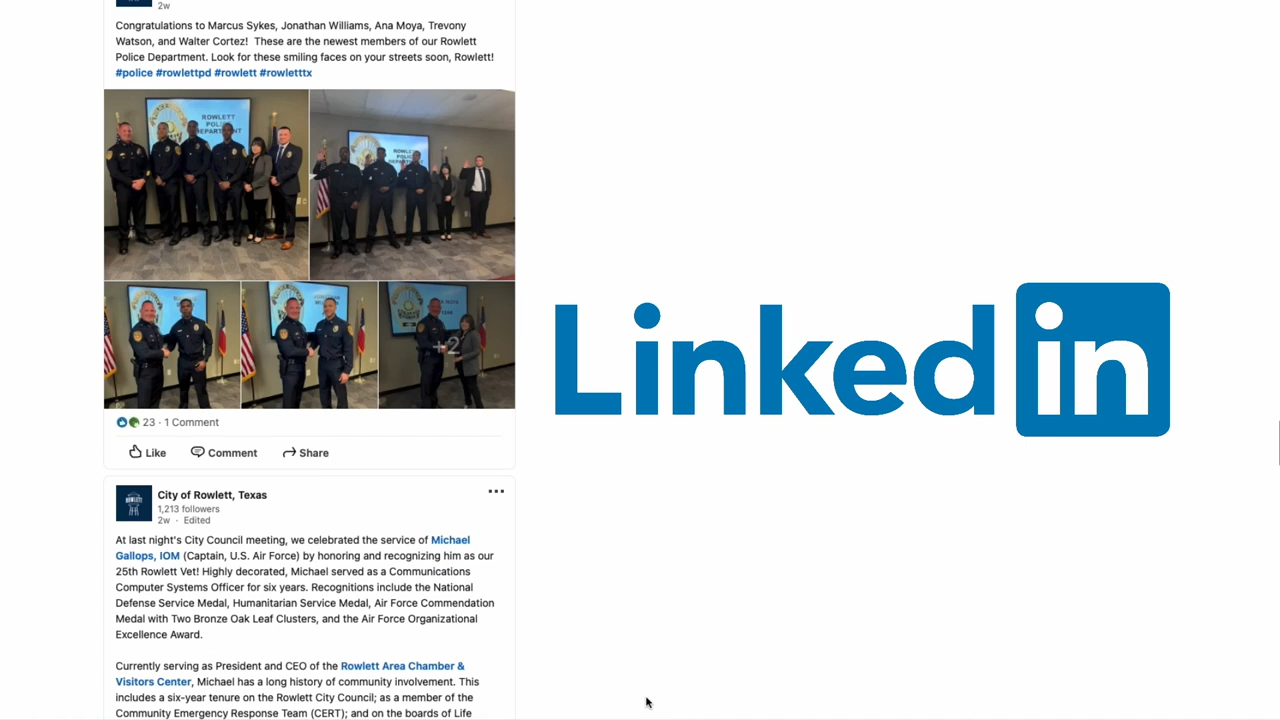 2w
Congratulations to Marcus Sykes, Jonathan Williams, Ana Moya, Trevony
Watson, and Walter Cortez!  These are the newest members of our Rowlett
Police Department. Look for these smiling faces on your streets soon, Rowlett!
#police #rowlettpd #rowlett #rowletttx
ROWLETT
POLICE
DEPARTMENT
+2
23 · 1 Comment
Like Comment Share
Linked in
City of Rowlett, Texas
1,213 followers
2w · Edited
At last night's City Council meeting, we celebrated the service of Michael
Gallops, IOM (Captain, U.S. Air Force) by honoring and recognizing him as our
25th Rowlett Vet! Highly decorated, Michael served as a Communications
Computer Systems Officer for six years. Recognitions include the National
Defense Service Medal, Humanitarian Service Medal, Air Force Commendation
Medal with Two Bronze Oak Leaf Clusters, and the Air Force Organizational
Excellence Award.
Currently serving as President and CEO of the Rowlett Area Chamber &
Visitors Center, Michael has a long history of community involvement. This
includes a six-year tenure on the Rowlett City Council; as a member of the
Community Emergency Response Team (CERT); and on the boards of Life